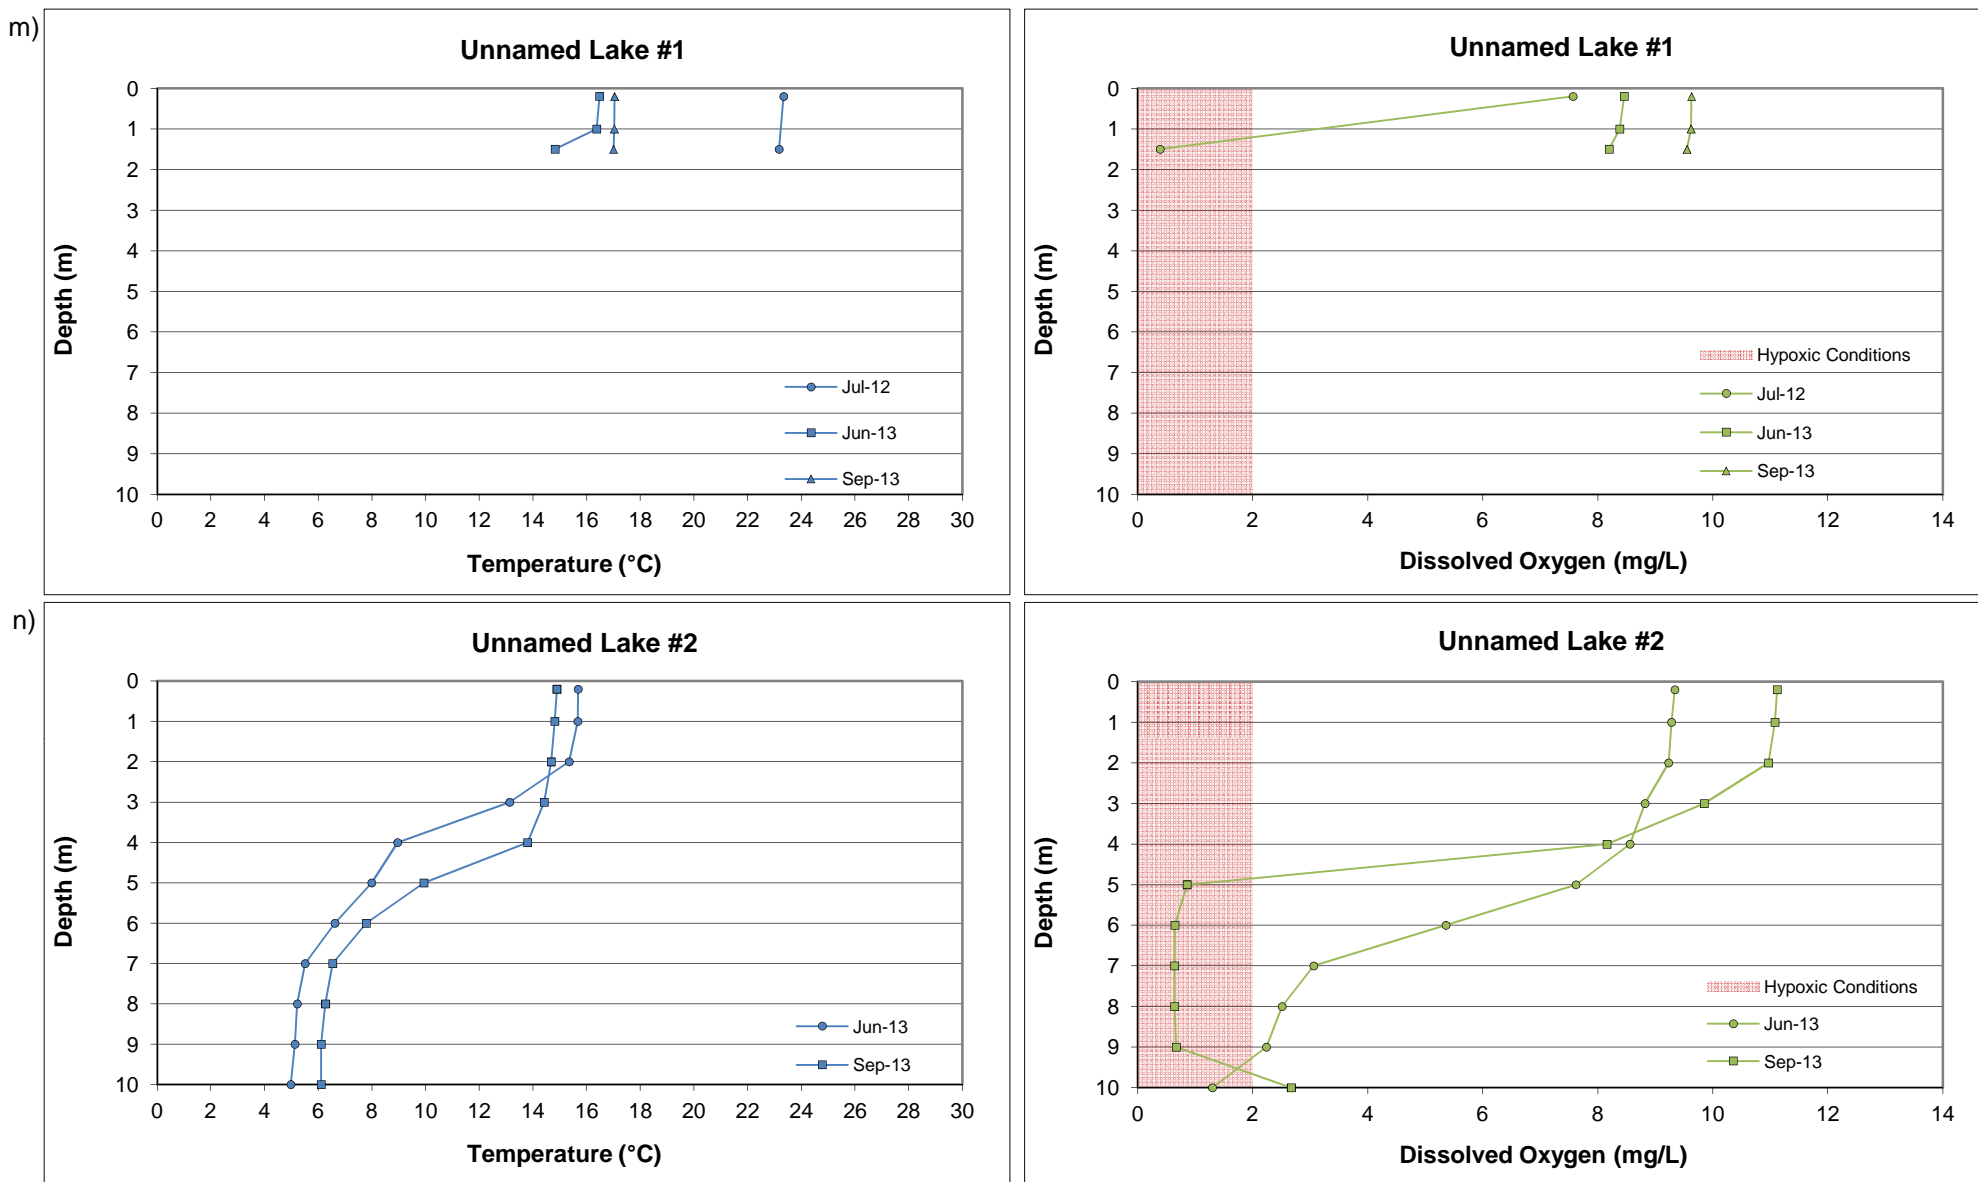 m)
Unnamed Lake #1
0
1
2
3
4
5
6
7
8
9
10
Depth (m)
Jul-12
Jun-13
Sep-13
0 2 4 6 8 10 12 14 16 18 20 22 24 26 28 30
Temperature (°C)
Unnamed Lake #1
0
1
2
3
4
5
6
7
8
9
10
Depth (m)
Hypoxic Conditions
Jul-12
Jun-13
Sep-13
0 2 4 6 8 10 12 14
Dissolved Oxygen (mg/L)
n)
Unnamed Lake #2
0
1
2
3
4
5
6
7
8
9
10
Depth (m)
Jun-13
Sep-13
0 2 4 6 8 10 12 14 16 18 20 22 24 26 28 30
Temperature (°C)
Unnamed Lake #2
0
1
2
3
4
5
6
7
8
9
10
Depth (m)
Hypoxic Conditions
Jun-13
Sep-13
0 2 4 6 8 10 12 14
Dissolved Oxygen (mg/L)